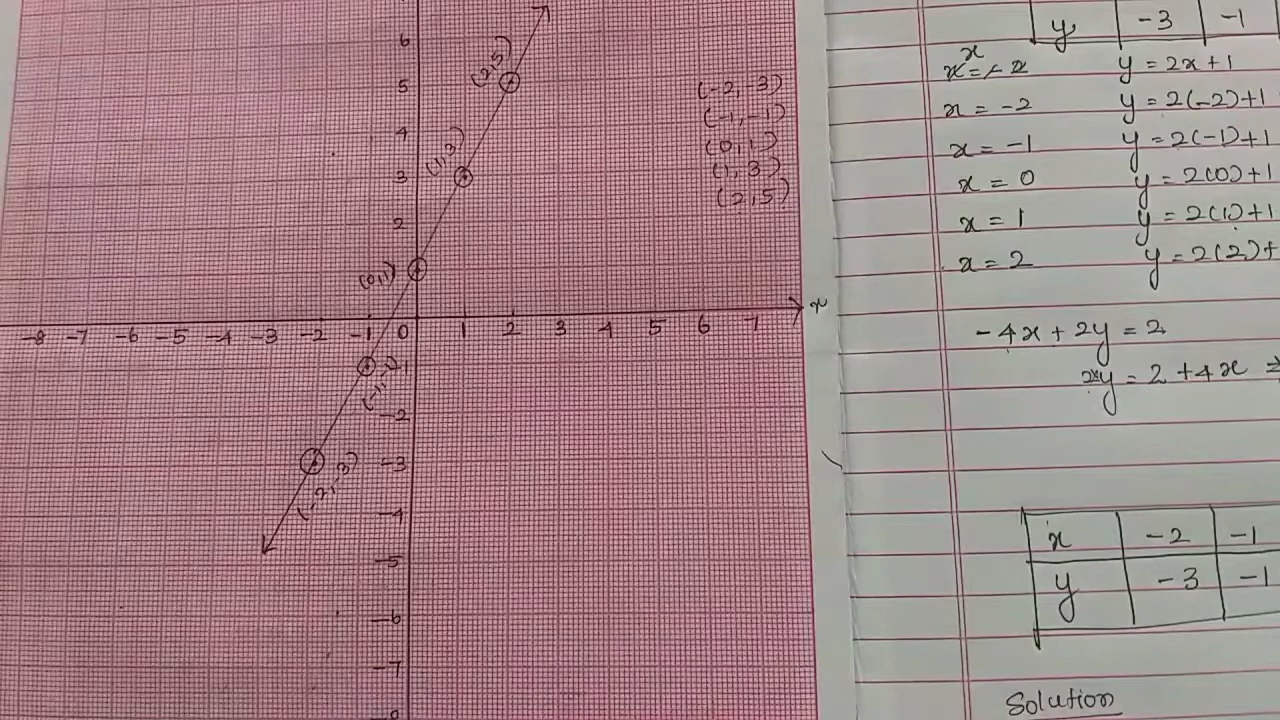 6
5
4
3
2
(2,5)
(1,3)
(0,1)
-8 -7 -6 -5 -4 -3 -2 -1 0 1 2 3 4 5 6 7 x
-1
(-1,-1)
-2
-3
(-2,-3)
-4
-5
-6
-7
(-2,-3)
(-1,-1)
(0,1)
(1,3)
(2,5)
y -3 -1
y = 2x+1
x = -2 y = 2(-2)+1
x = -1 y = 2(-1)+1
x = 0 y = 2(0)+1
x = 1 y = 2(1)+1
x = 2 y = 2(2)+
-4x + 2y = 2
2y = 2 + 4x ⇒
x -2 -1
y -3 -1
Solution